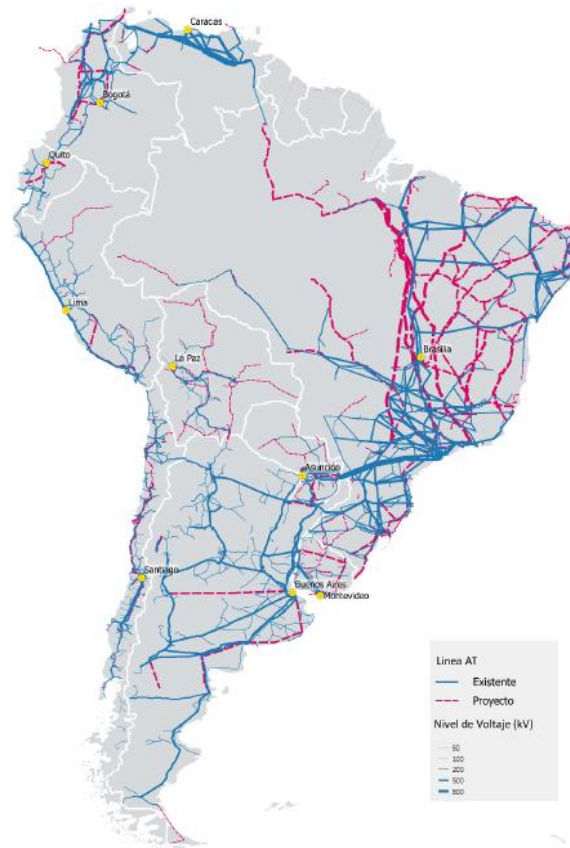 Caracas
Bogotá
Quito
Lima
La Paz
Brasilia
Asunción
Santiago
Buenos Aires
Montevideo
Linea AT
Existente
Proyecto
Nivel de Voltaje (kV)
60
100
200
500
800